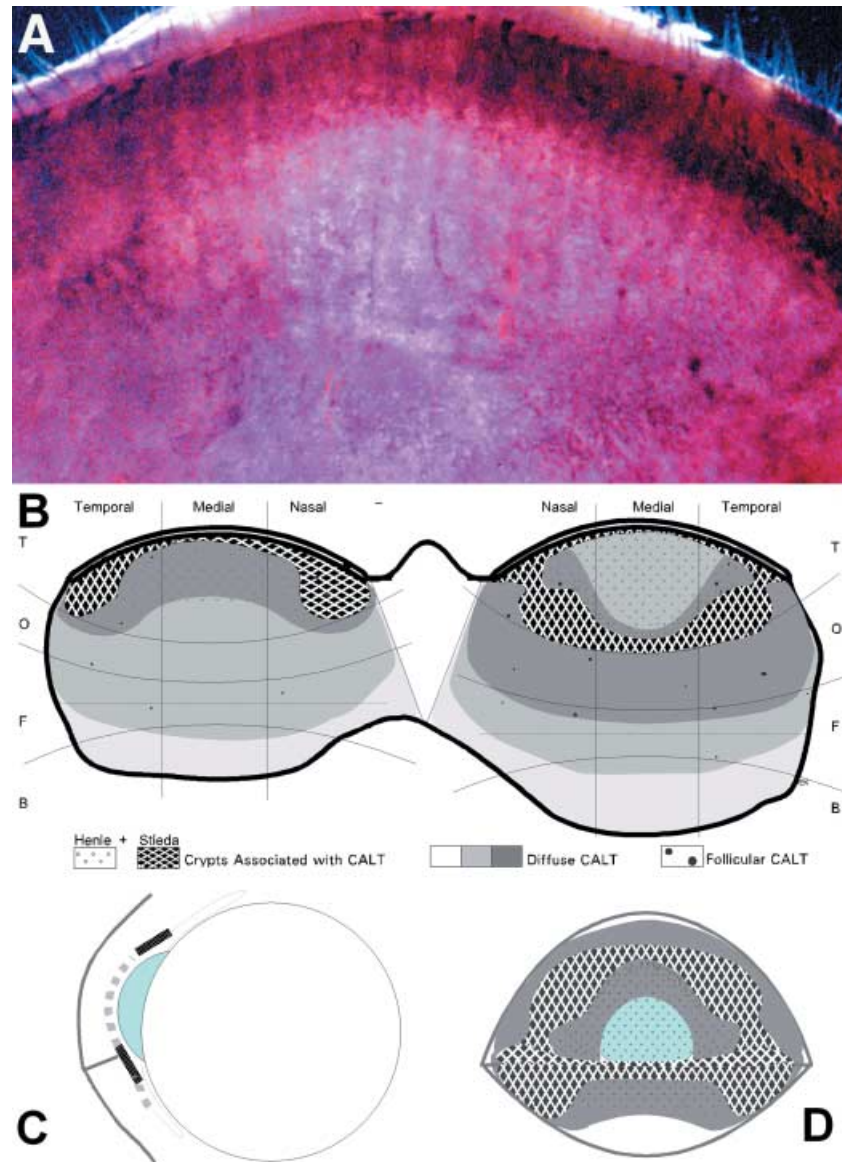 A
B
Temporal Medial Nasal – Nasal Medial Temporal
T T
O O
F F
B B
Henle + Stieda
Crypts Associated with CALT Diffuse CALT Follicular CALT
C D